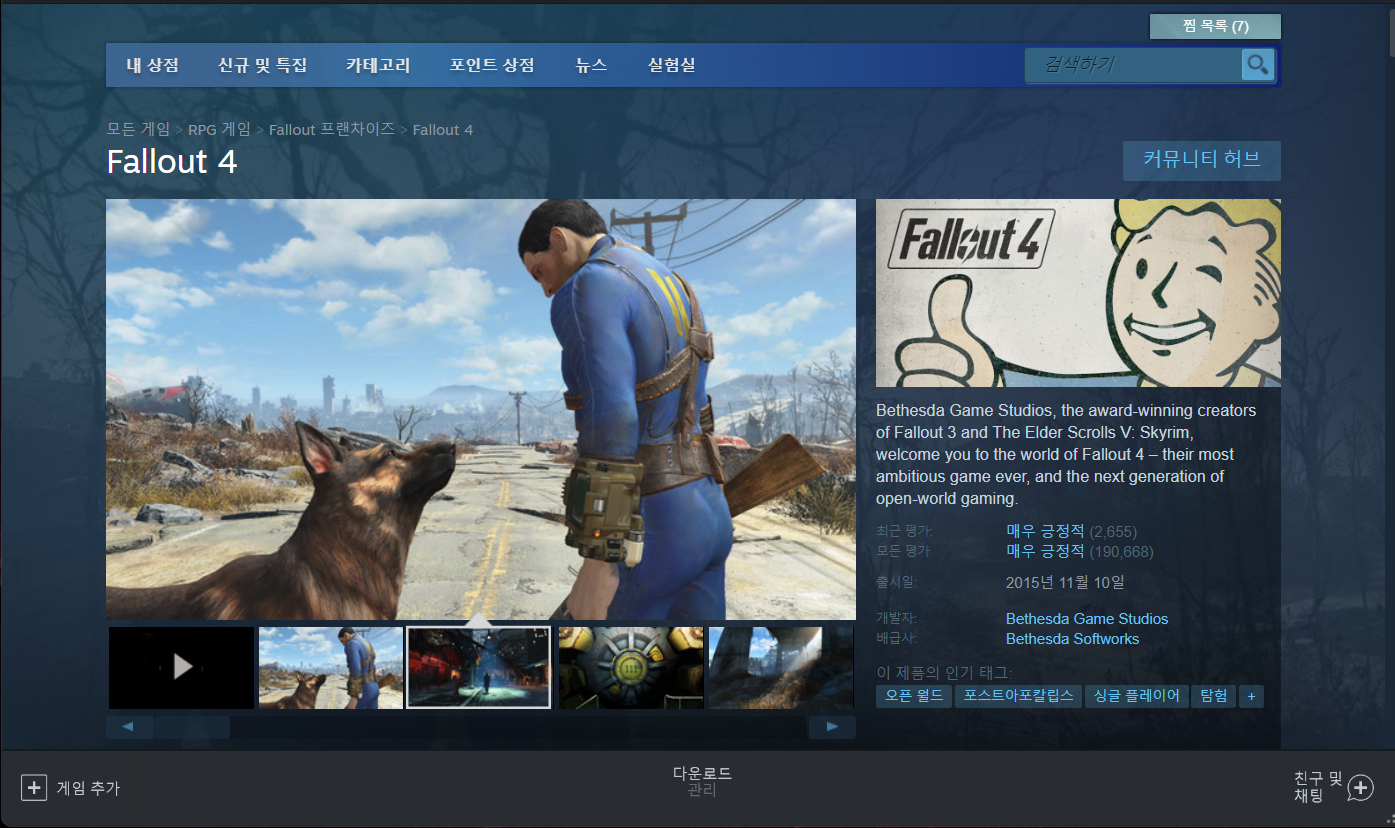 찜 목록 (7)
내 상점 신규 및 특집 카테고리 포인트 상점 뉴스 실험실 검색하기
모든 게임 > RPG 게임 > Fallout 프랜차이즈 > Fallout 4
Fallout 4
커뮤니티 허브
Fallout 4
Bethesda Game Studios, the award-winning creators
of Fallout 3 and The Elder Scrolls V: Skyrim,
welcome you to the world of Fallout 4 – their most
ambitious game ever, and the next generation of
open-world gaming.
최근 평가: 매우 긍정적 (2,655)
모든 평가 매우 긍정적 (190,668)
출시일: 2015년 11월 10일
개발자: Bethesda Game Studios
배급사: Bethesda Softworks
이 제품의 인기 태그:
오픈 월드 포스트아포칼립스 싱글 플레이어 탐험 +
111
게임 추가
다운로드
관리
친구 및
채팅